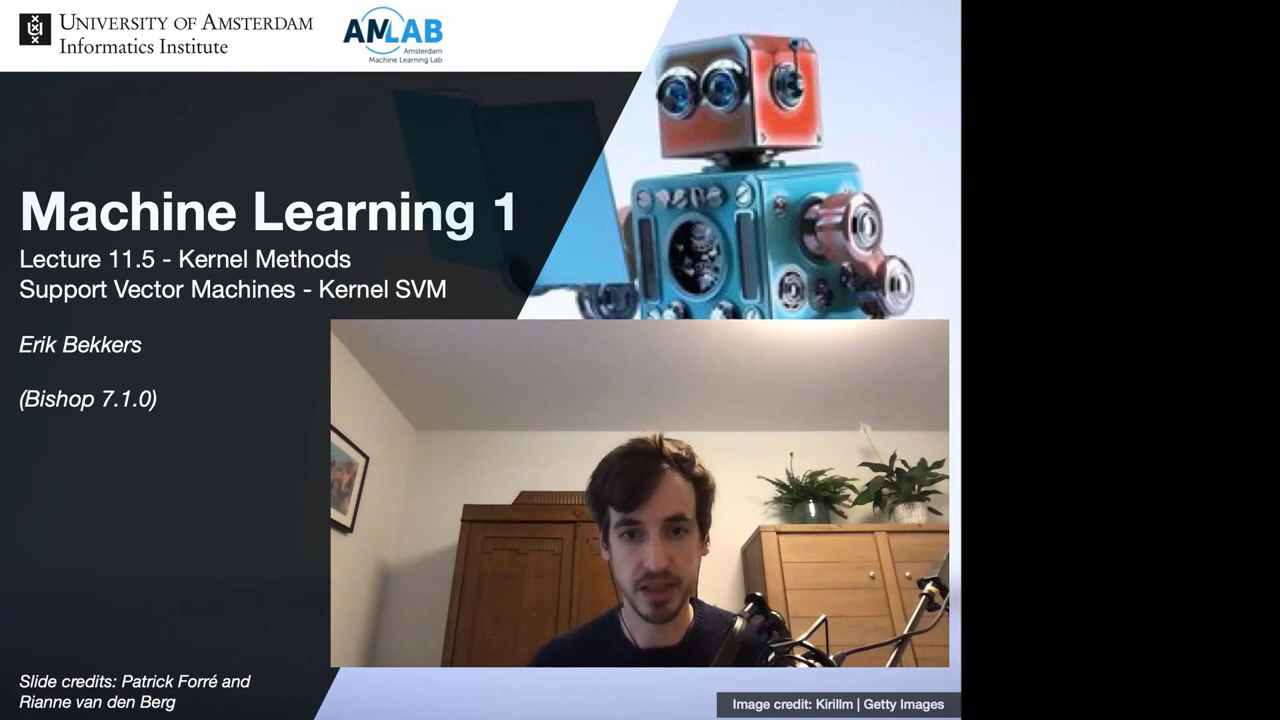 UNIVERSITY OF AMSTERDAM
Informatics Institute
AMLAB
Amsterdam
Machine Learning Lab
Machine Learning 1
Lecture 11.5 - Kernel Methods
Support Vector Machines - Kernel SVM
Erik Bekkers
(Bishop 7.1.0)
Slide credits: Patrick Forré and
Rianne van den Berg
Image credit: Kirillm | Getty Images